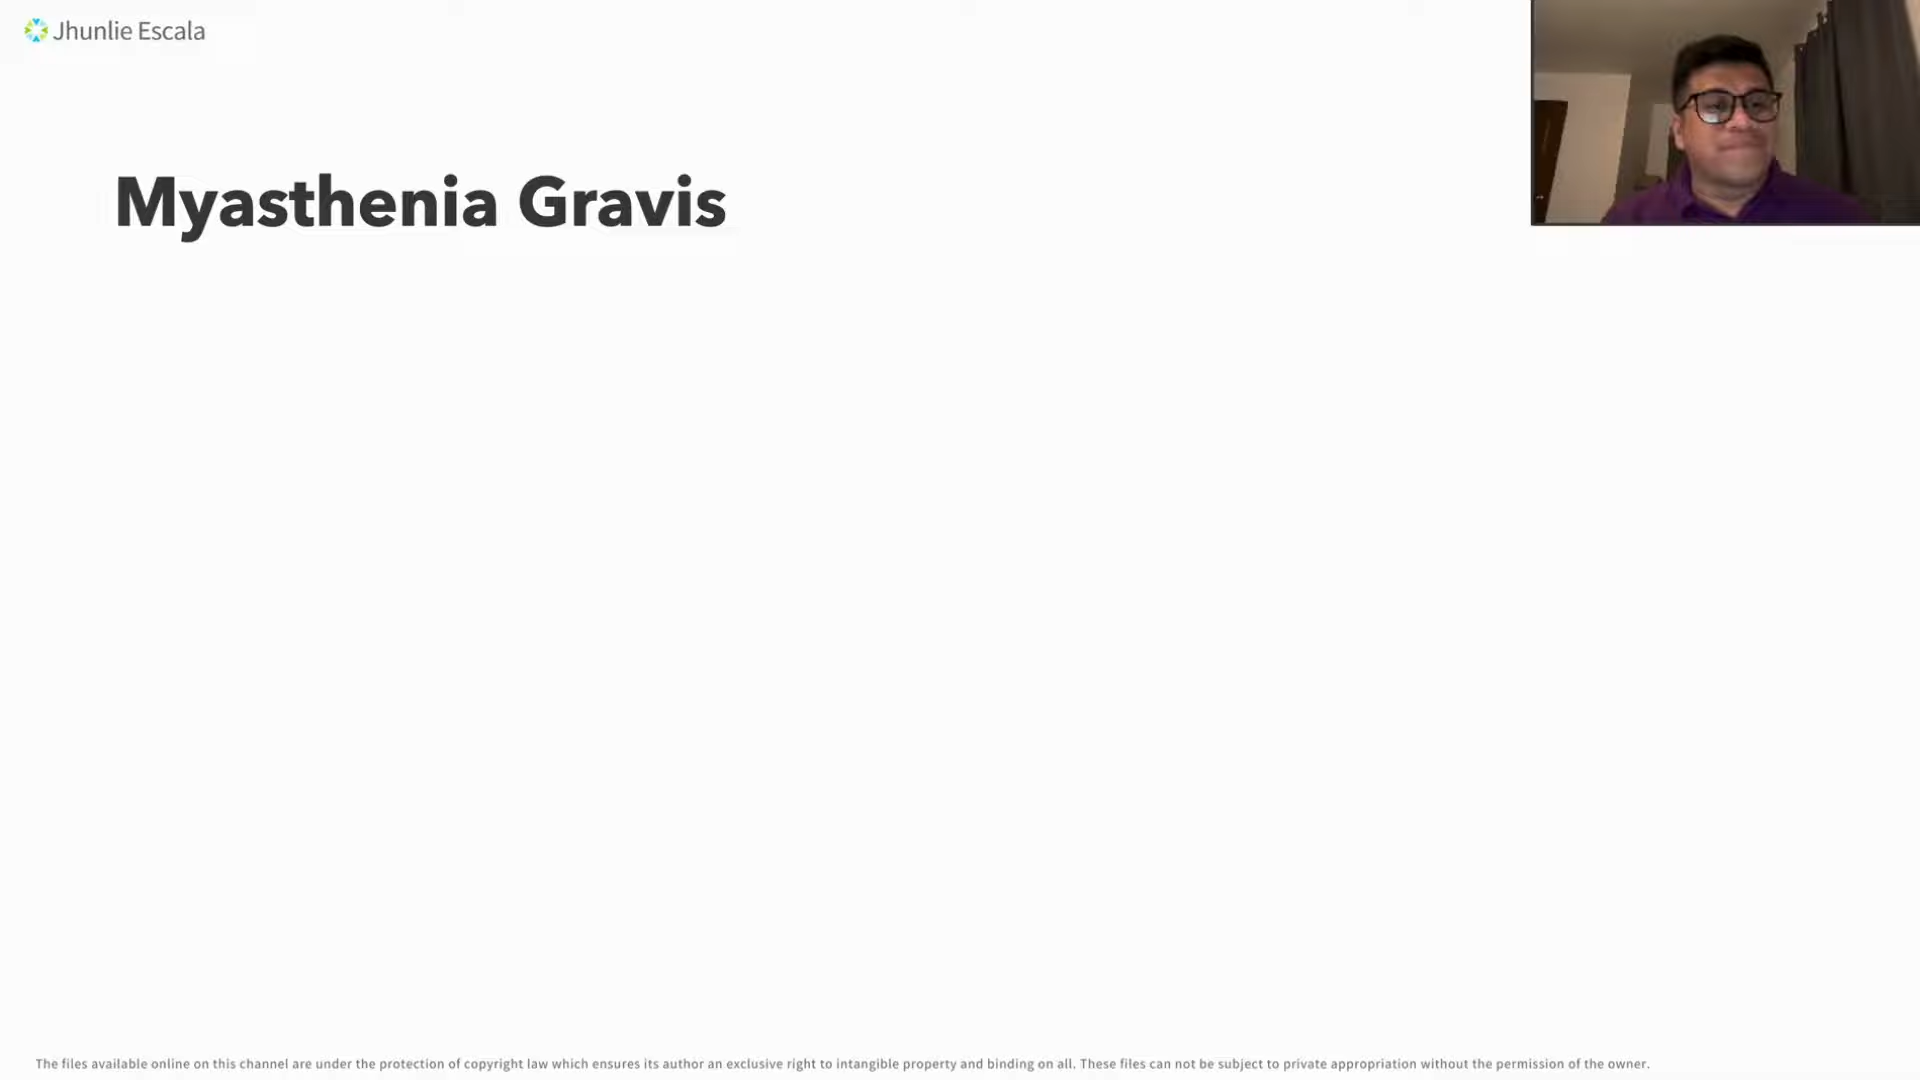 Jhunlie Escala
Myasthenia Gravis
The files available online on this channel are under the protection of copyright law which ensures its author an exclusive right to intangible property and binding on all. These files can not be subject to private appropriation without the permission of the owner.